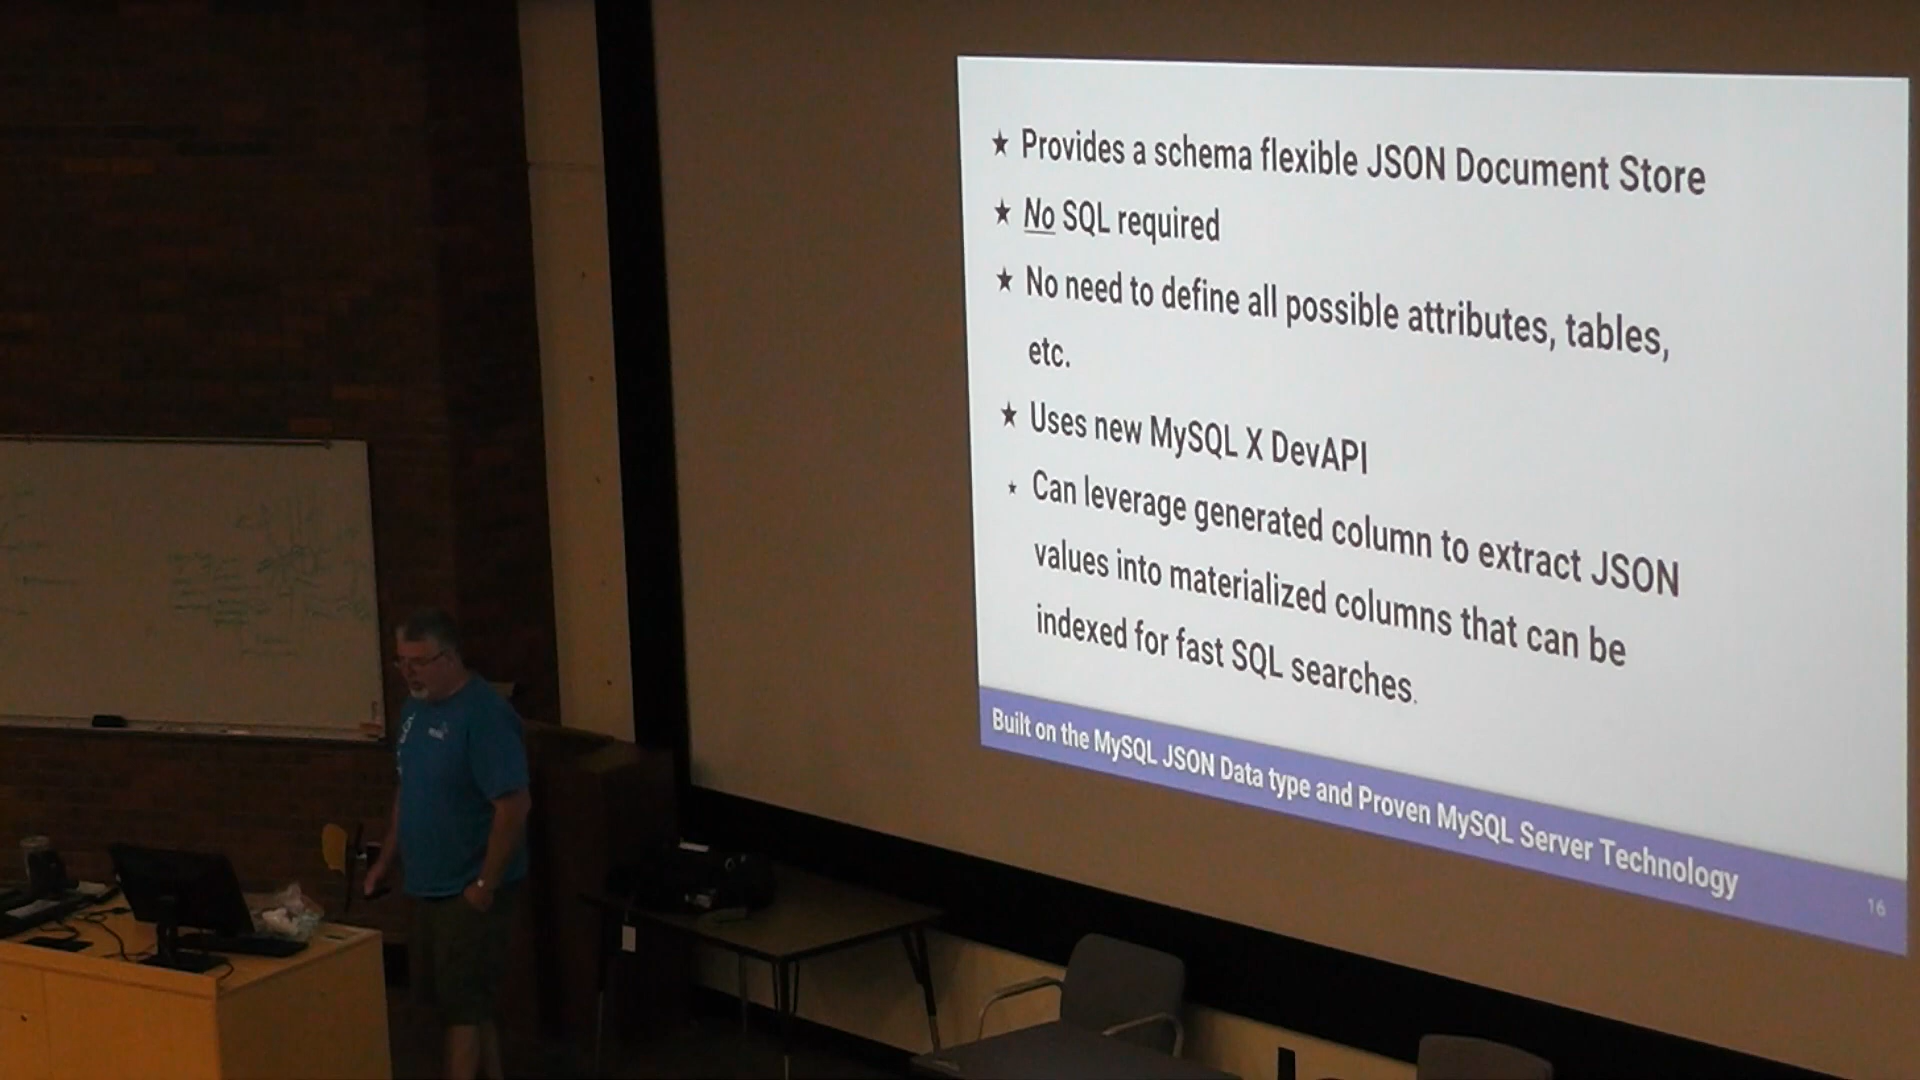 ★ Provides a schema flexible JSON Document Store
★ No SQL required
★ No need to define all possible attributes, tables,
etc.
★ Uses new MySQL X DevAPI
★ Can leverage generated column to extract JSON
values into materialized columns that can be
indexed for fast SQL searches.
Built on the MySQL JSON Data type and Proven MySQL Server Technology
16